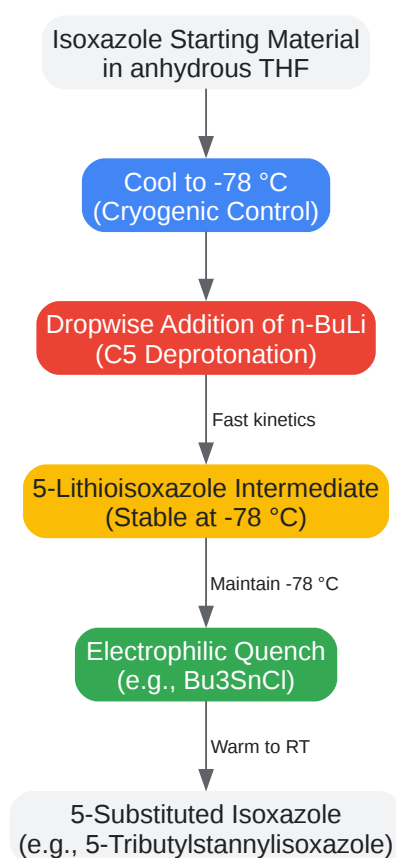 Isoxazole Starting Material
in anhydrous THF
Cool to -78 °C
(Cryogenic Control)
Dropwise Addition of n-BuLi
(C5 Deprotonation)
Fast kinetics
5-Lithioisoxazole Intermediate
(Stable at -78 °C)
Maintain -78 °C
Electrophilic Quench
(e.g., Bu3SnCl)
Warm to RT
5-Substituted Isoxazole
(e.g., 5-Tributylstannylisoxazole)